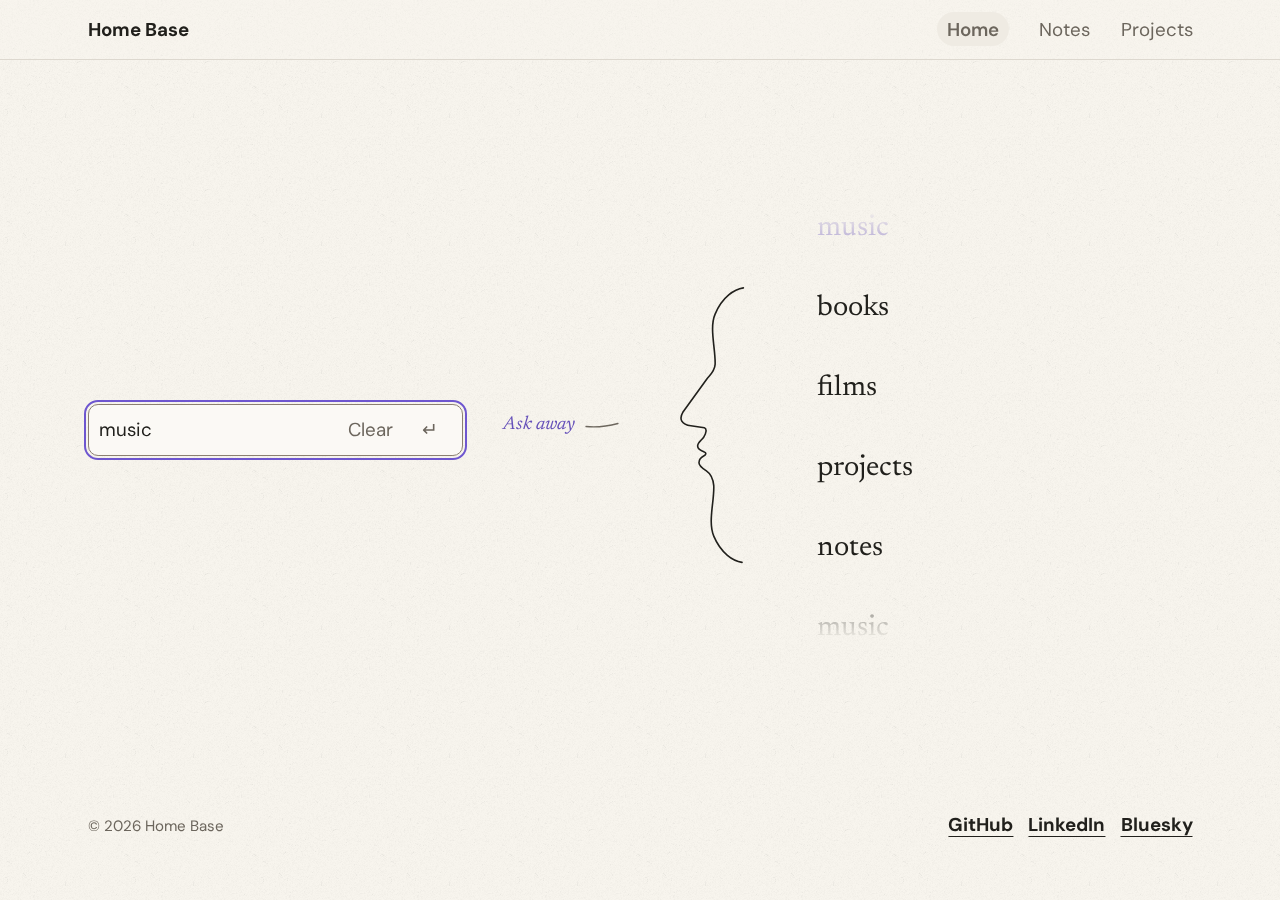 Home Base
Home Notes Projects
music
books
films
music Clear ↵
Ask away
projects
notes
music
© 2026 Home Base
GitHub LinkedIn Bluesky